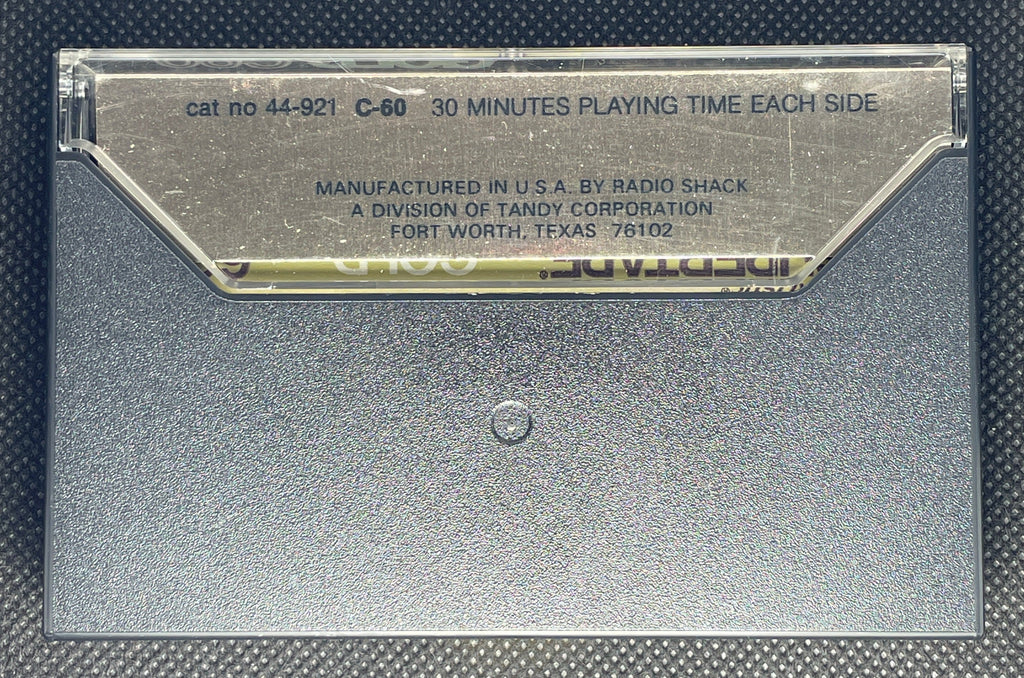 cat no 44-921 C-60 30 MINUTES PLAYING TIME EACH SIDE
MANUFACTURED IN U S A. BY RADIO SHACK
A DIVISION OF TANDY CORPORATION
FORT WORTH, TEXAS 76102